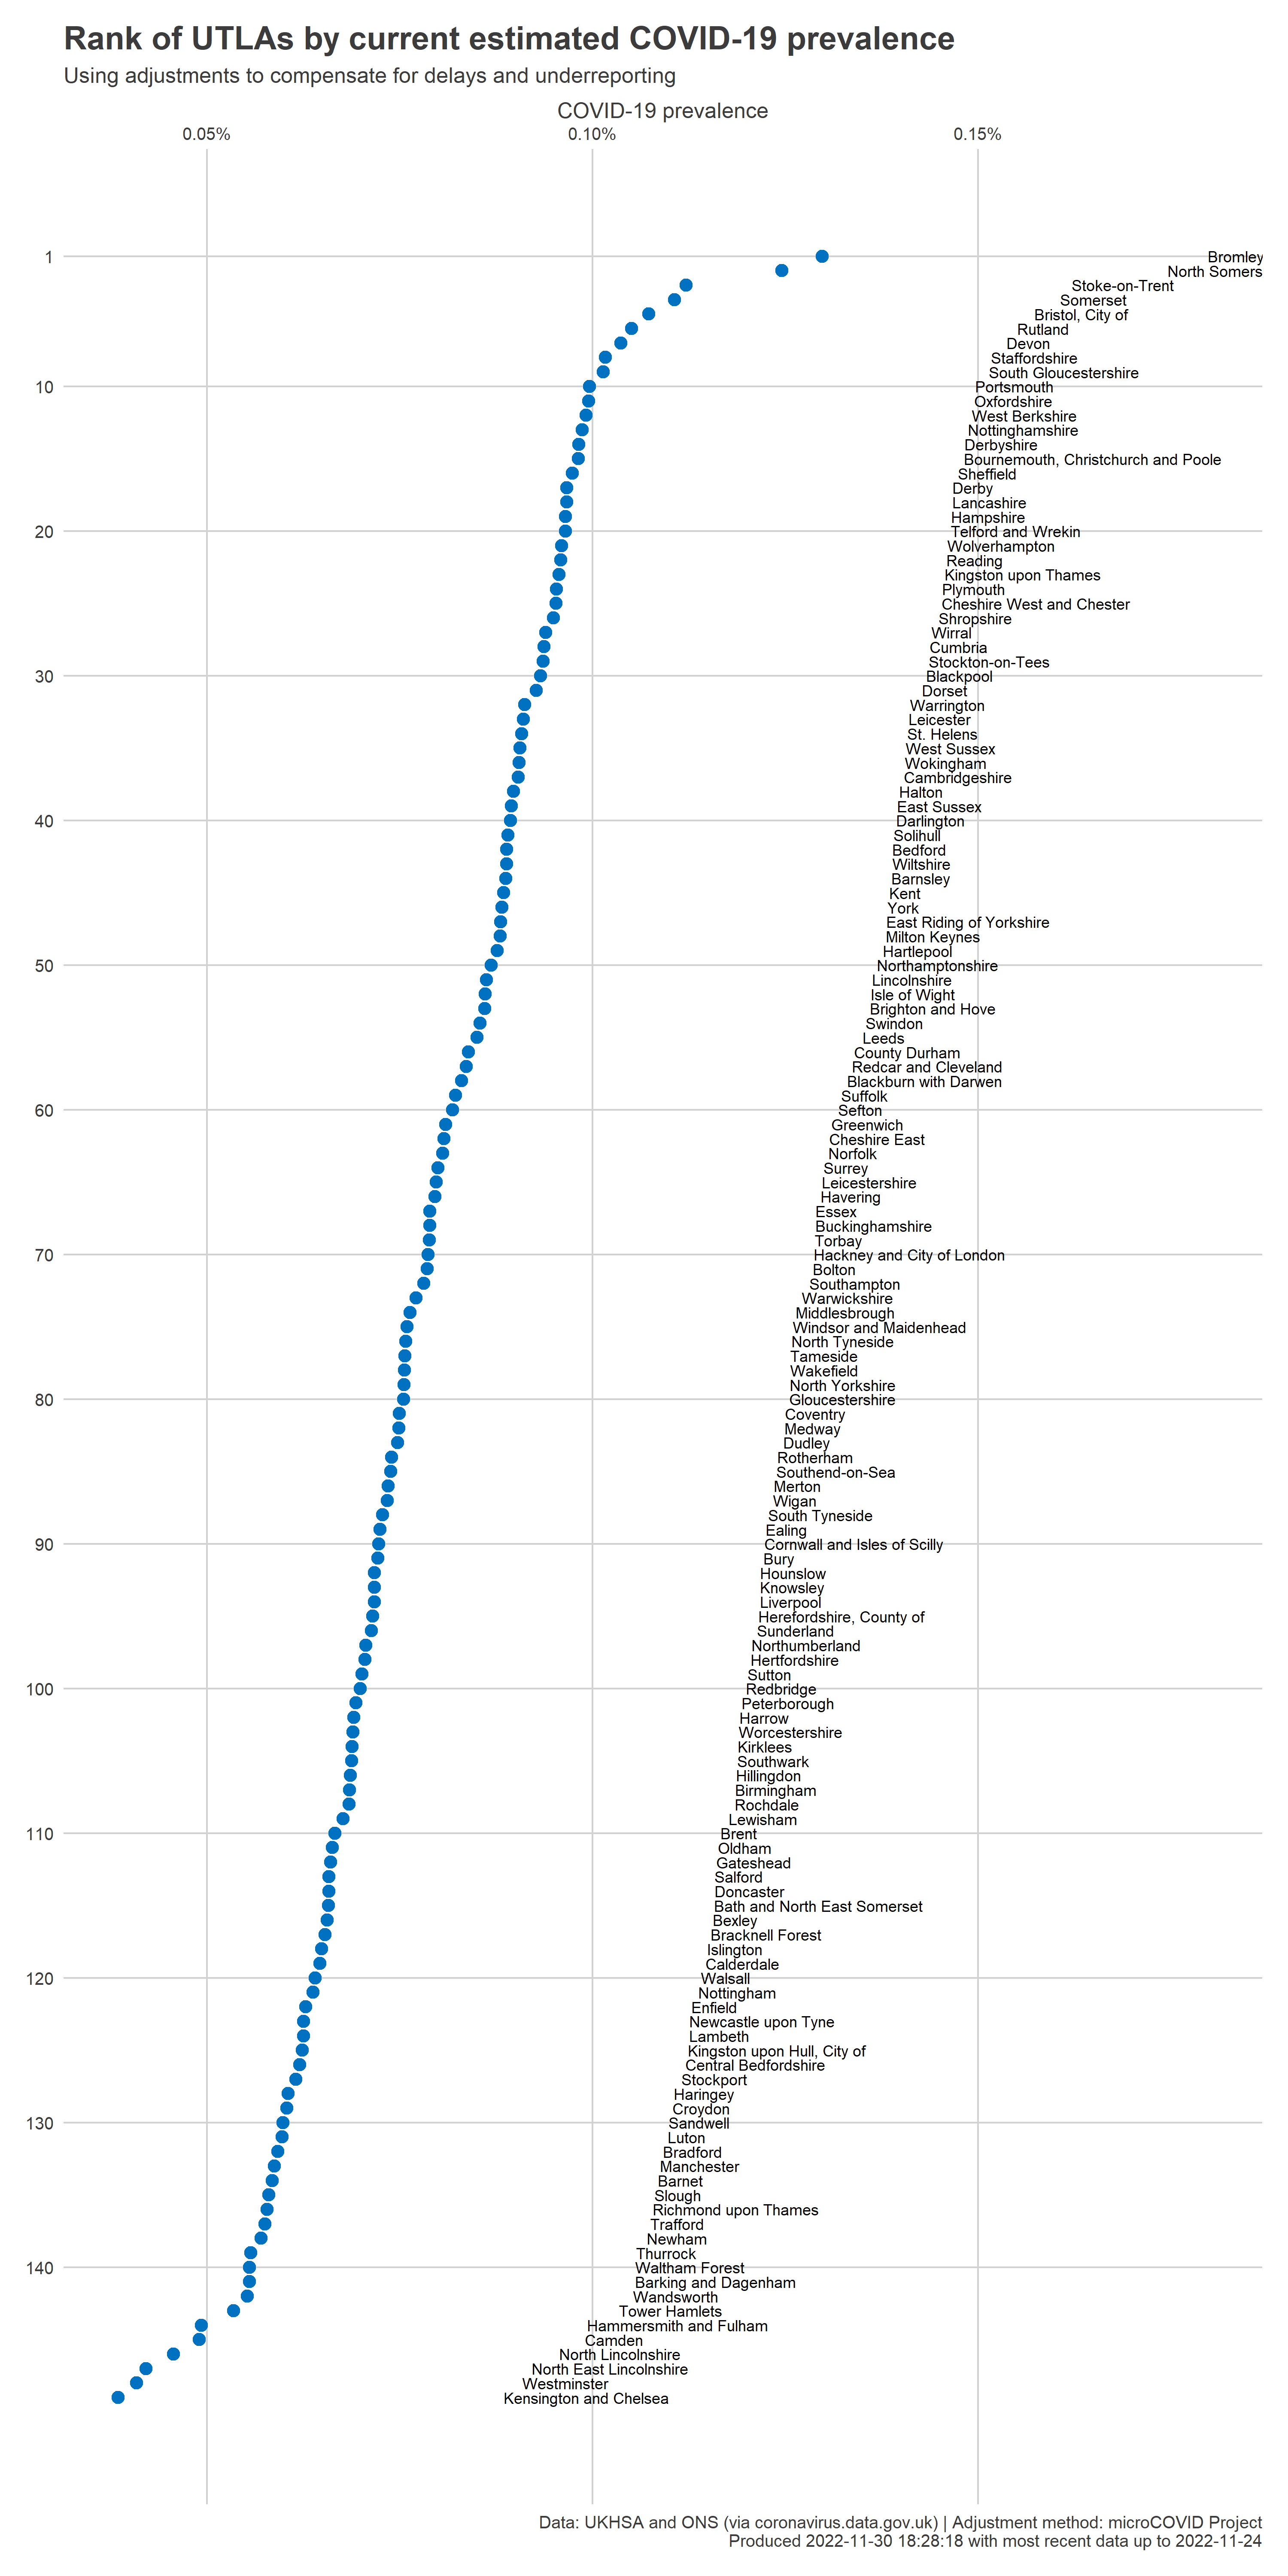 Rank of UTLAs by current estimated COVID-19 prevalence
Using adjustments to compensate for delays and underreporting
COVID-19 prevalence
0.05% 0.10% 0.15%
1 Bromley
North Somers
Stoke-on-Trent
Somerset
Bristol, City of
Rutland
Devon
Staffordshire
South Gloucestershire
10 Portsmouth
Oxfordshire
West Berkshire
Nottinghamshire
Derbyshire
Bournemouth, Christchurch and Poole
Sheffield
Derby
Lancashire
Hampshire
20 Telford and Wrekin
Wolverhampton
Reading
Kingston upon Thames
Plymouth
Cheshire West and Chester
Shropshire
Wirral
Cumbria
Stockton-on-Tees
30 Blackpool
Dorset
Warrington
Leicester
St. Helens
West Sussex
Wokingham
Cambridgeshire
Halton
East Sussex
40 Darlington
Solihull
Bedford
Wiltshire
Barnsley
Kent
York
East Riding of Yorkshire
Milton Keynes
Hartlepool
50 Northamptonshire
Lincolnshire
Isle of Wight
Brighton and Hove
Swindon
Leeds
County Durham
Redcar and Cleveland
Blackburn with Darwen
Suffolk
60 Sefton
Greenwich
Cheshire East
Norfolk
Surrey
Leicestershire
Havering
Essex
Buckinghamshire
Torbay
70 Hackney and City of London
Bolton
Southampton
Warwickshire
Middlesbrough
Windsor and Maidenhead
North Tyneside
Tameside
Wakefield
North Yorkshire
80 Gloucestershire
Coventry
Medway
Dudley
Rotherham
Southend-on-Sea
Merton
Wigan
South Tyneside
Ealing
90 Cornwall and Isles of Scilly
Bury
Hounslow
Knowsley
Liverpool
Herefordshire, County of
Sunderland
Northumberland
Hertfordshire
Sutton
100 Redbridge
Peterborough
Harrow
Worcestershire
Kirklees
Southwark
Hillingdon
Birmingham
Rochdale
Lewisham
110 Brent
Oldham
Gateshead
Salford
Doncaster
Bath and North East Somerset
Bexley
Bracknell Forest
Islington
Calderdale
120 Walsall
Nottingham
Enfield
Newcastle upon Tyne
Lambeth
Kingston upon Hull, City of
Central Bedfordshire
Stockport
Haringey
Croydon
130 Sandwell
Luton
Bradford
Manchester
Barnet
Slough
Richmond upon Thames
Trafford
Newham
Thurrock
140 Waltham Forest
Barking and Dagenham
Wandsworth
Tower Hamlets
Hammersmith and Fulham
Camden
North Lincolnshire
North East Lincolnshire
Westminster
Kensington and Chelsea
Data: UKHSA and ONS (via coronavirus.data.gov.uk) | Adjustment method: microCOVID Project
Produced 2022-11-30 18:28:18 with most recent data up to 2022-11-24